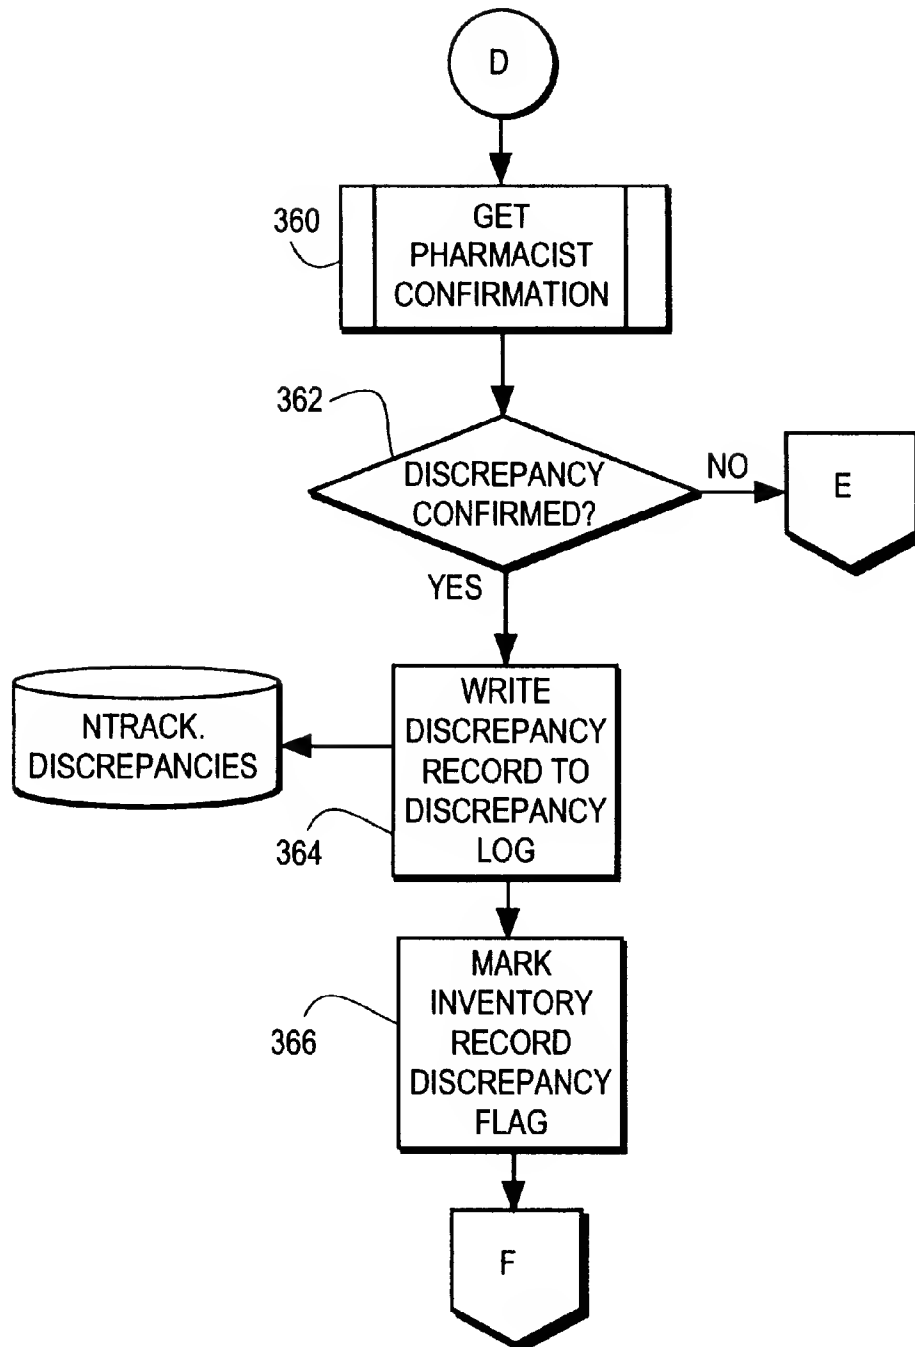 D
360
GET
PHARMACIST
CONFIRMATION
362
DISCREPANCY
CONFIRMED?
NO
E
YES
NTRACK.
DISCREPANCIES
WRITE
DISCREPANCY
RECORD TO
DISCREPANCY
LOG
364
MARK
INVENTORY
RECORD
DISCREPANCY
FLAG
366
F